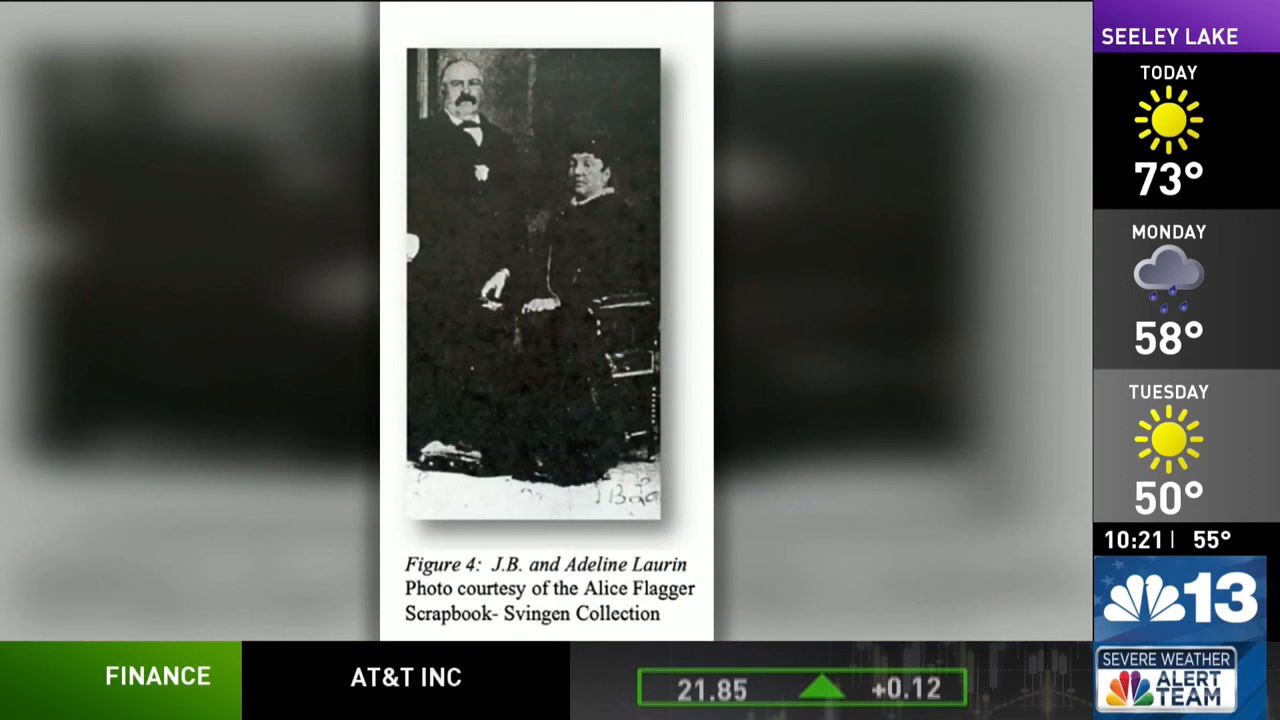 Figure 4: J.B. and Adeline Laurin
Photo courtesy of the Alice Flagger
Scrapbook- Svingen Collection
SEELEY LAKE
TODAY
73°
MONDAY
58°
TUESDAY
50°
10:21 55°
13
SEVERE WEATHER
ALERT
TEAM
FINANCE
AT&T INC
21.85 +0.12